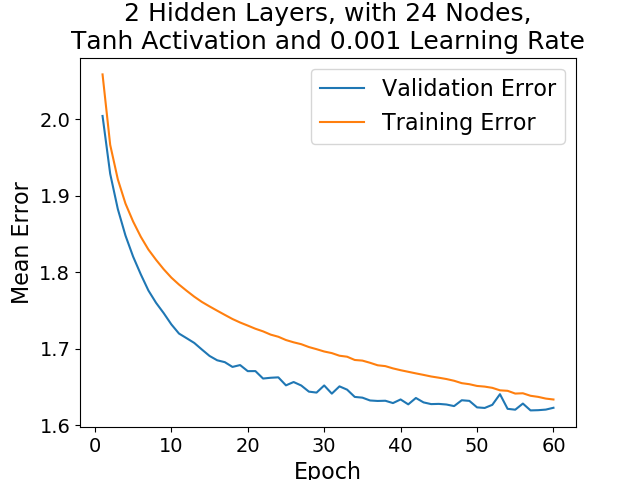 2 Hidden Layers, with 24 Nodes,
Tanh Activation and 0.001 Learning Rate
Validation Error
Training Error
Mean Error
2.0
1.9
1.8
1.7
1.6
0 10 20 30 40 50 60
Epoch